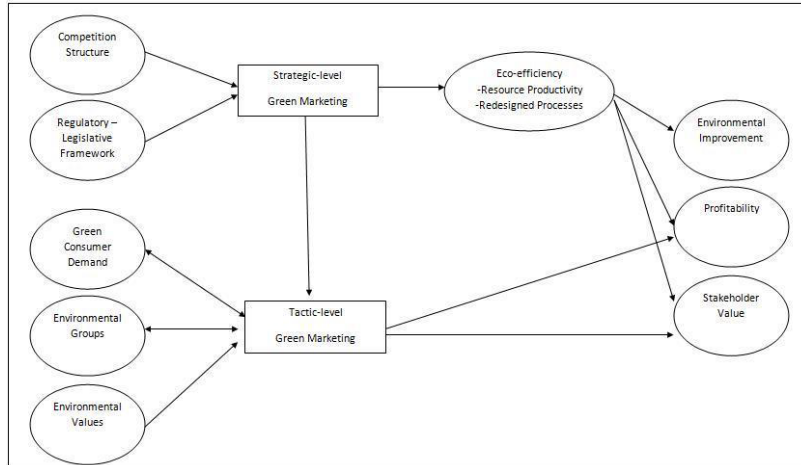 Competition
Structure
Strategic-level
Green Marketing
Eco-efficiency
-Resource Productivity
-Redesigned Processes
Regulatory –
Legislative
Framework
Environmental
Improvement
Profitability
Green
Consumer
Demand
Stakeholder
Value
Environmental
Groups
Tactic-level
Green Marketing
Environmental
Values